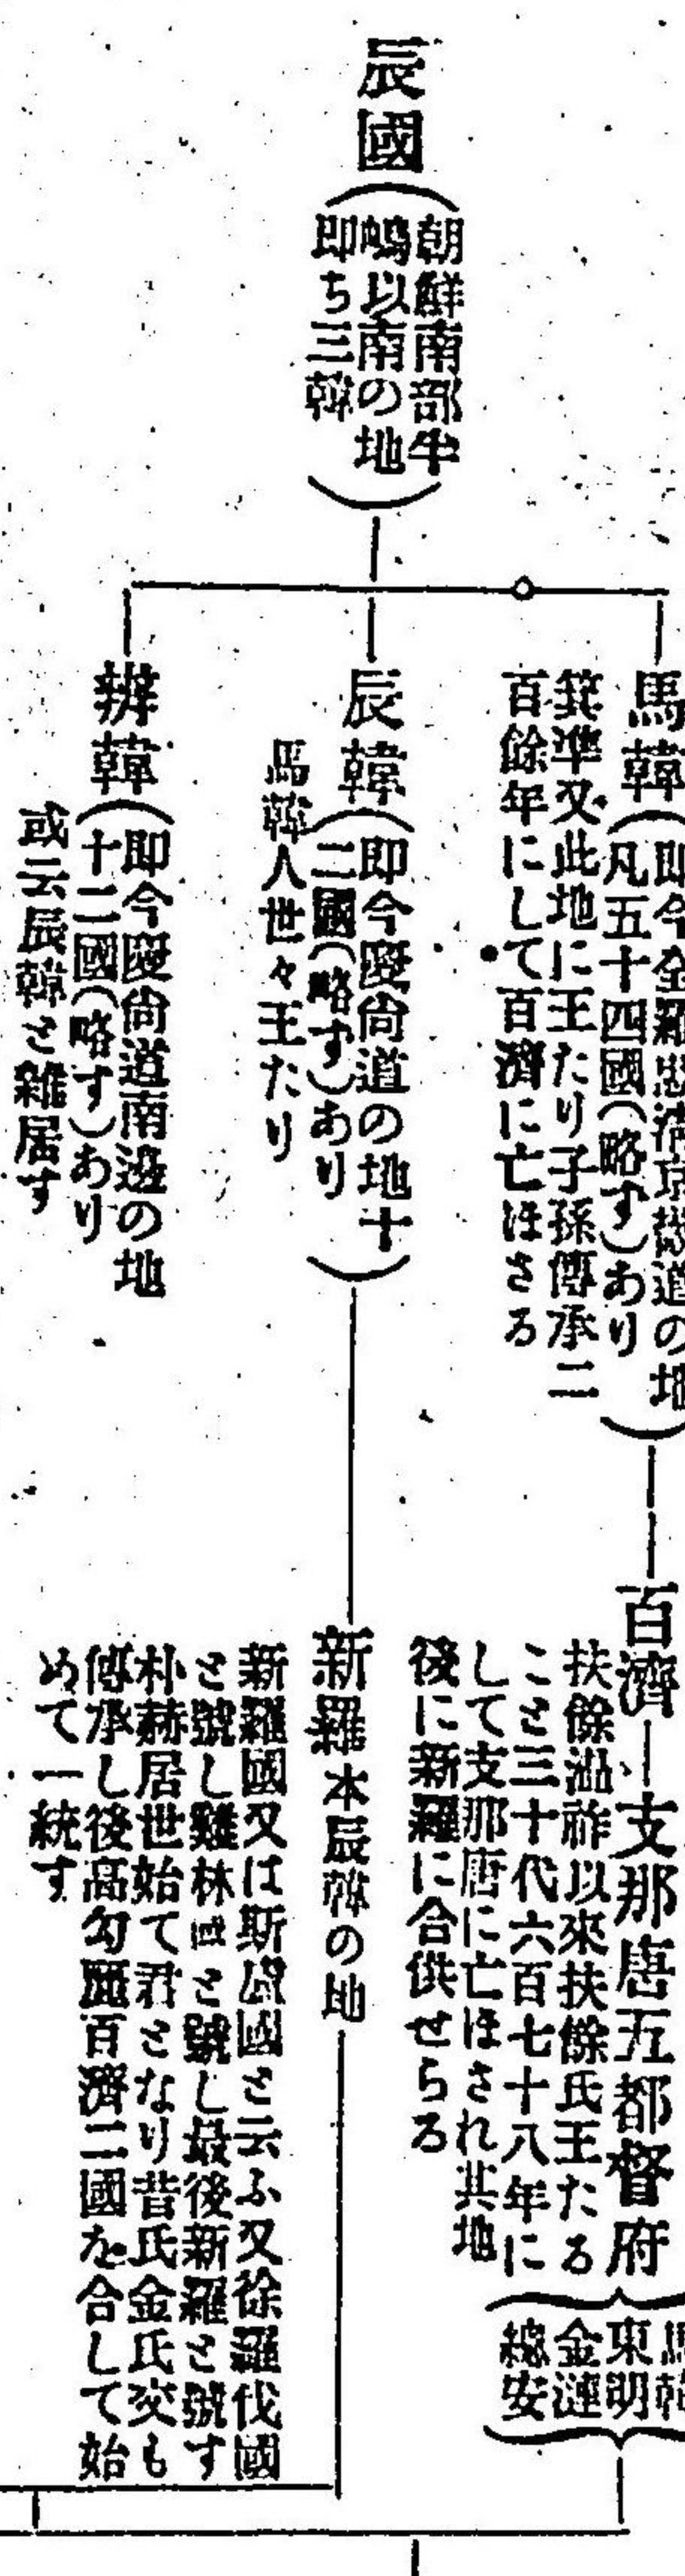 辰國
朝鮮南部半
嶋以南の地
即ち三韓
馬韓
即今全羅忠淸京畿道の地
凡五十四國(略す)あり
箕準又此地に王たり子孫傳承二
百餘年にして百濟に亡ほさる
辰韓
即今慶尙道の地十
二國(略す)あり
馬韓人世々王たり
辨韓
即今慶尙道南邊の地
十二國(略す)あり
或云辰韓と雜居す
百濟
支那唐五都督府
馬韓
東明
金漣
德安
扶餘溫祚以來扶餘氏王たる
こと三十代六百七十八年に
して支那唐に亡ほされ其地
後に新羅に合併せらる
新羅本辰韓の地
新羅國又は斯盧國と云ふ又徐羅伐國
と號し雞林國と號し最後新羅と號す
朴赫居世始て君となり昔氏金氏交も
傳承し後高勾麗百濟二國を合して始
めて一統す